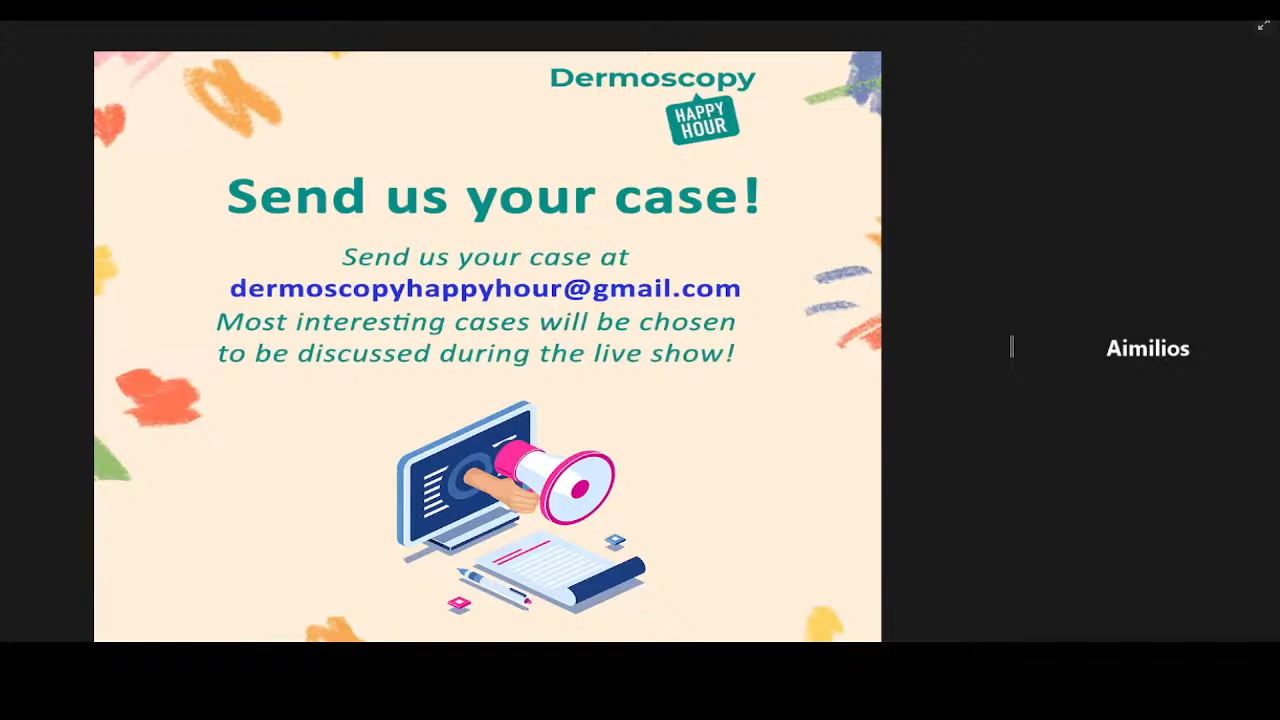 Dermoscopy
HAPPY
HOUR
Send us your case!
Send us your case at
dermoscopyhappyhour@gmail.com
Most interesting cases will be chosen
to be discussed during the live show!
Aimilios